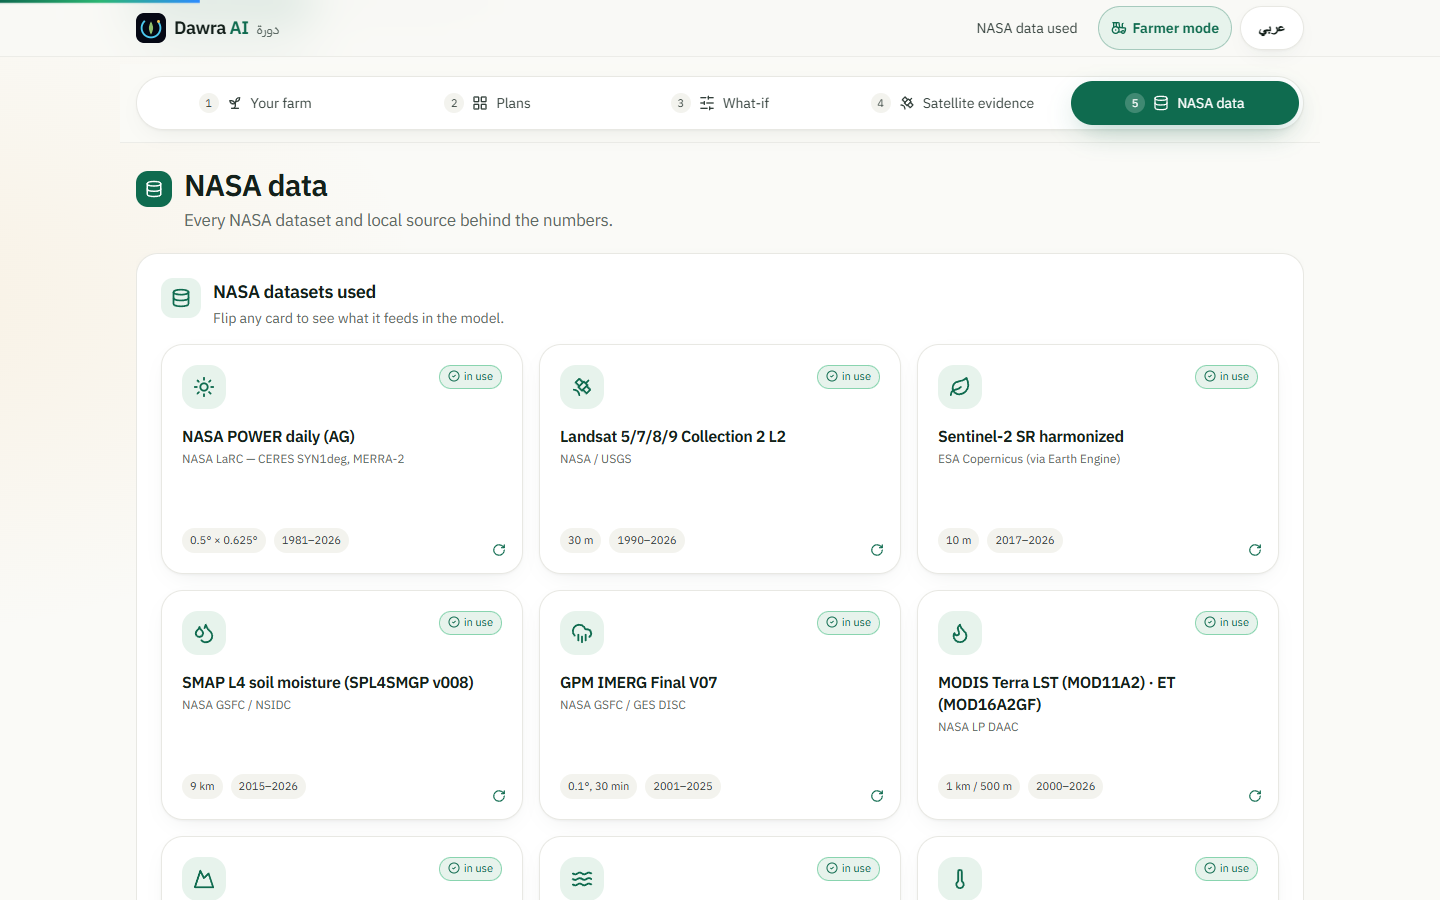 Dawra AI دورة
NASA data used
Farmer mode
عربي
1 Your farm
2 Plans
3 What-if
4 Satellite evidence
5 NASA data
NASA data
Every NASA dataset and local source behind the numbers.
NASA datasets used
Flip any card to see what it feeds in the model.
in use
NASA POWER daily (AG)
NASA LaRC — CERES SYN1deg, MERRA-2
0.5° × 0.625° 1981–2026
in use
Landsat 5/7/8/9 Collection 2 L2
NASA / USGS
30 m 1990–2026
in use
Sentinel-2 SR harmonized
ESA Copernicus (via Earth Engine)
10 m 2017–2026
in use
SMAP L4 soil moisture (SPL4SMGP v008)
NASA GSFC / NSIDC
9 km 2015–2026
in use
GPM IMERG Final V07
NASA GSFC / GES DISC
0.1°, 30 min 2001–2025
in use
MODIS Terra LST (MOD11A2) · ET
(MOD16A2GF)
NASA LP DAAC
1 km / 500 m 2000–2026
in use
in use
in use